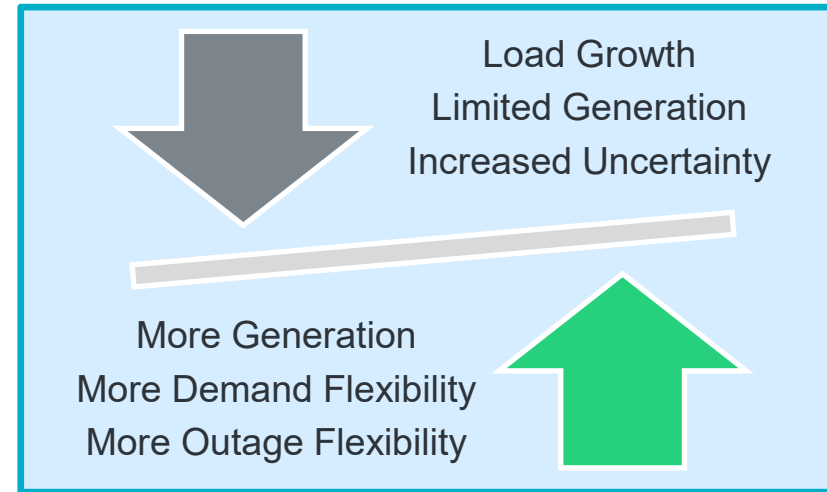 Load Growth
Limited Generation
Increased Uncertainty
More Generation
More Demand Flexibility
More Outage Flexibility